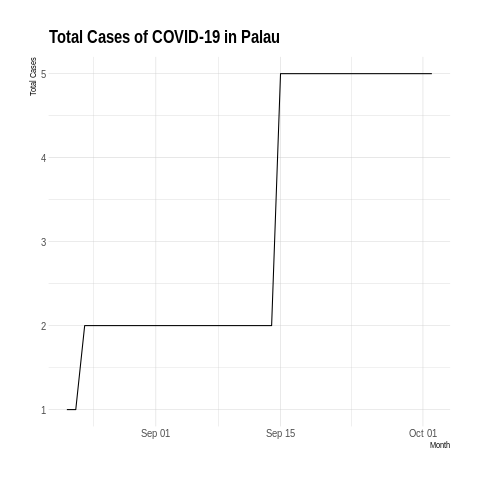 Total Cases of COVID-19 in Palau
Total Cases
5
4
3
2
1
Sep 01
Sep 15
Oct 01
Month